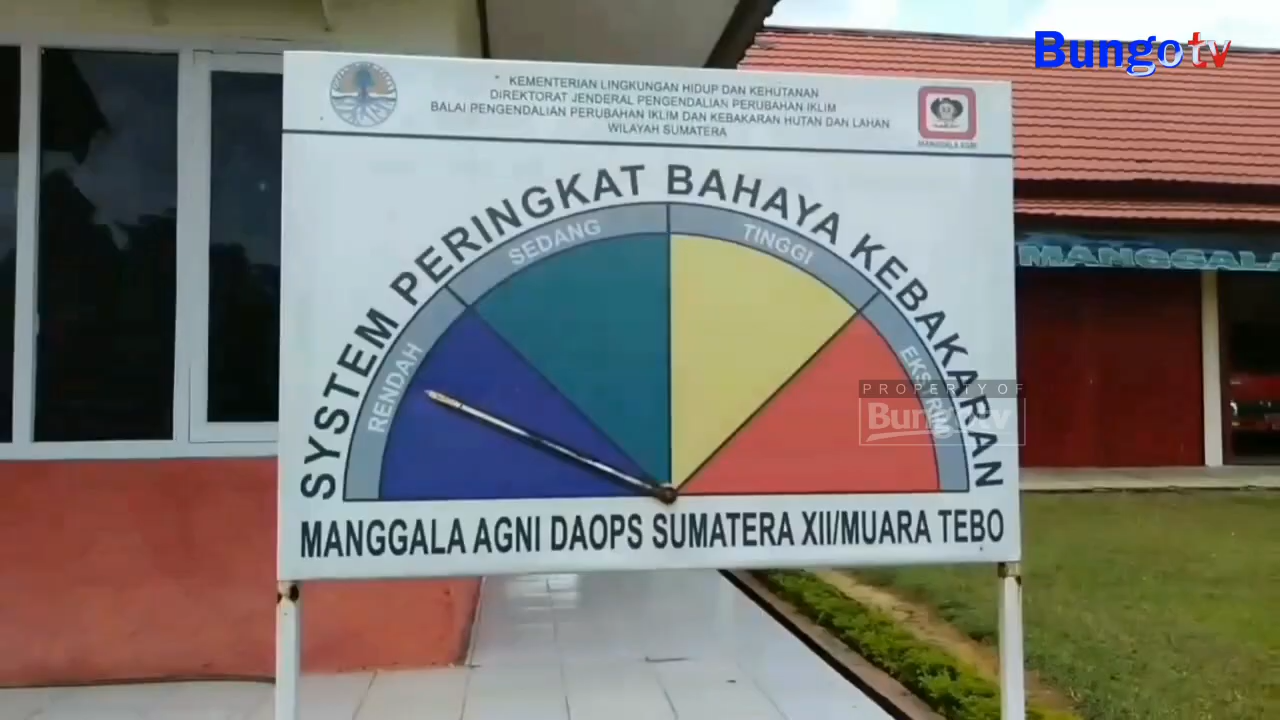 Bungotv
KEMENTERIAN LINGKUNGAN HIDUP DAN KEHUTANAN
DIREKTORAT JENDERAL PENGENDALIAN PERUBAHAN IKLIM
BALAI PENGENDALIAN PERUBAHAN IKLIM DAN KEBAKARAN HUTAN DAN LAHAN
WILAYAH SUMATERA
MANGGALA AGNI
SYSTEM PERINGKAT BAHAYA KEBAKARAN
RENDAH
SEDANG
TINGGI
EKSTRIM
MANGGALA
PROPERTY OF
Bungotv
MANGGALA AGNI DAOPS SUMATERA XII/MUARA TEBO